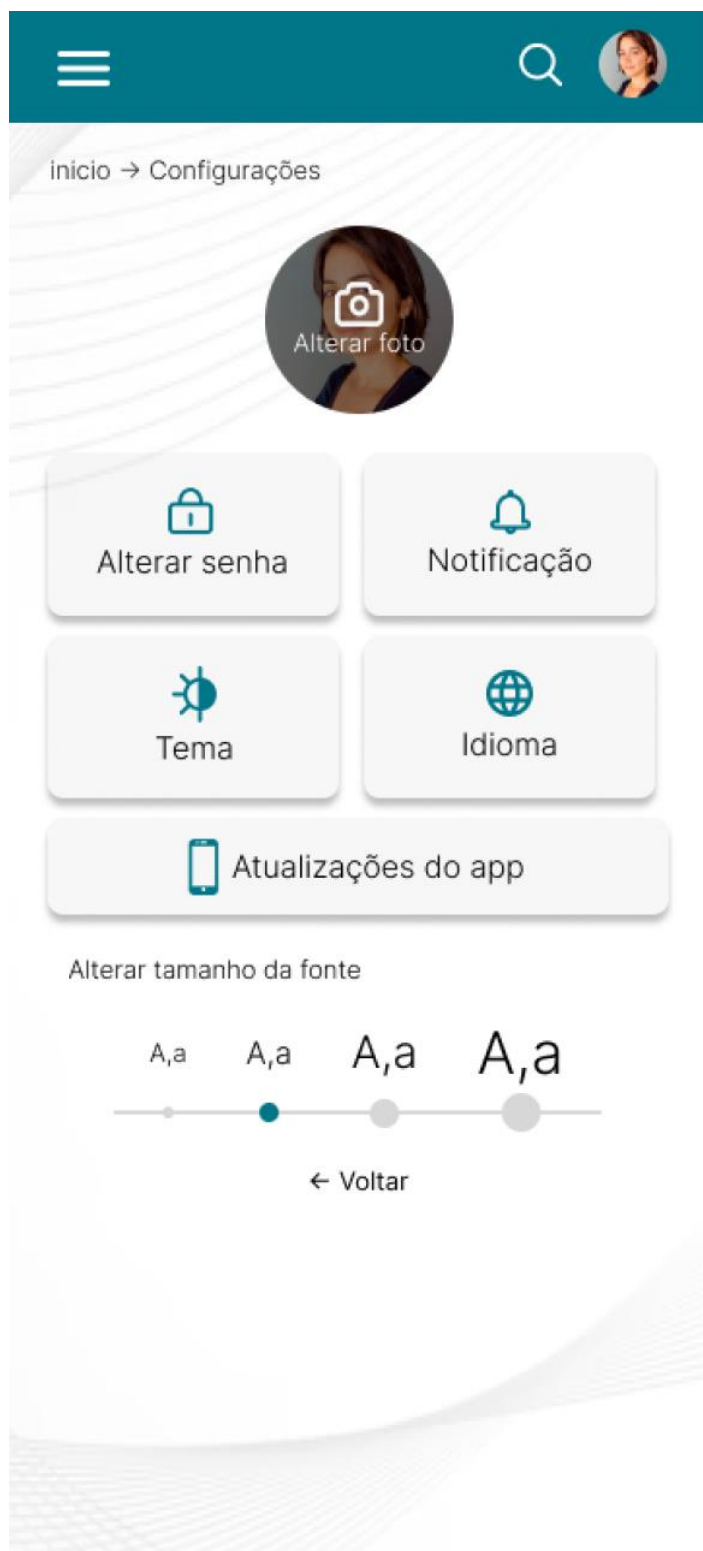 inicio → Configurações
Alterar foto
Alterar senha
Notificação
Tema
Idioma
Atualizações do app
Alterar tamanho da fonte
A,a A,a A,a A,a
← Voltar